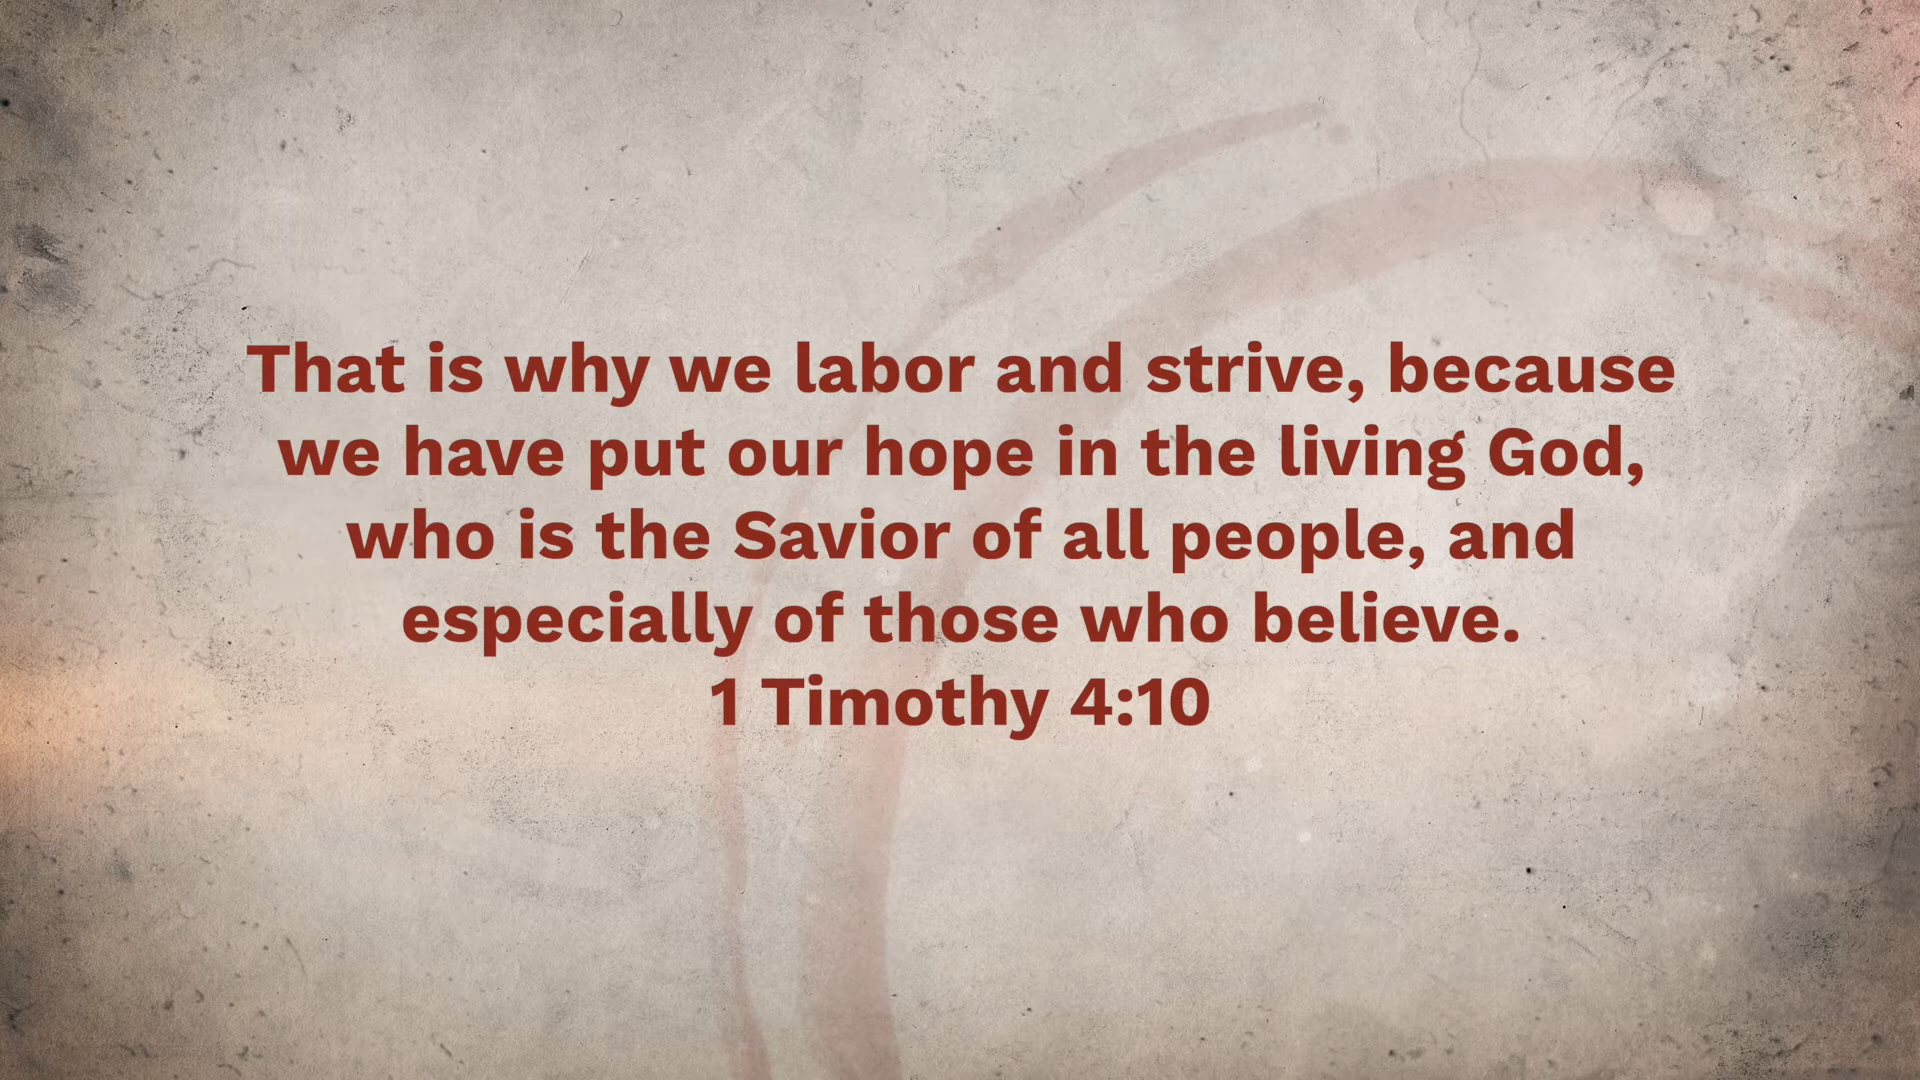 That is why we labor and strive, because
we have put our hope in the living God,
who is the Savior of all people, and
especially of those who believe.
1 Timothy 4:10